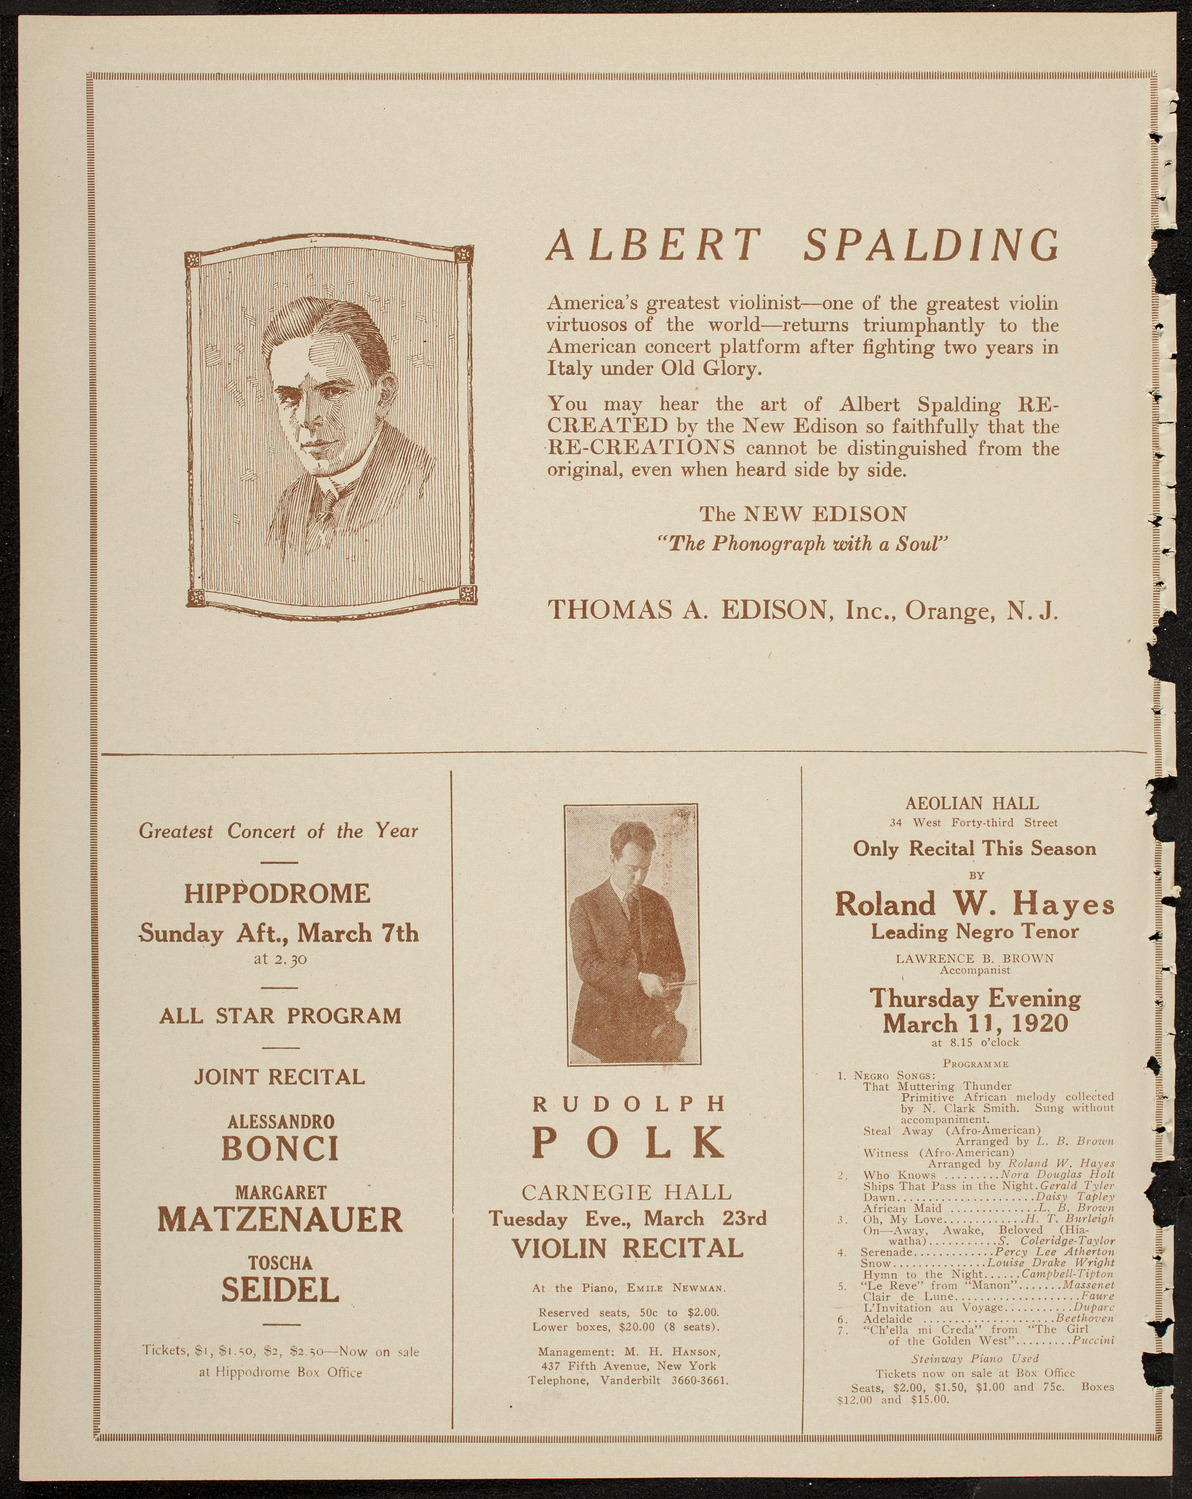 ALBERT SPALDING
America's greatest violinist—one of the greatest violin
virtuosos of the world—returns triumphantly to the
American concert platform after fighting two years in
Italy under Old Glory.
You may hear the art of Albert Spalding RE-
CREATED by the New Edison so faithfully that the
RE-CREATIONS cannot be distinguished from the
original, even when heard side by side.
The NEW EDISON
"The Phonograph with a Soul"
THOMAS A. EDISON, Inc., Orange, N. J.
Greatest Concert of the Year
HIPPODROME
Sunday Aft., March 7th
at 2.30
ALL STAR PROGRAM
JOINT RECITAL
ALESSANDRO
BONCI
MARGARET
MATZENAUER
TOSCHA
SEIDEL
Tickets, $1, $1.50, $2, $2.50—Now on sale
at Hippodrome Box Office
RUDOLPH
POLK
CARNEGIE HALL
Tuesday Eve., March 23rd
VIOLIN RECITAL
At the Piano, EMILE NEWMAN.
Reserved seats, 50c to $2.00.
Lower boxes, $20.00 (8 seats).
Management: M. H. HANSON,
437 Fifth Avenue, New York
Telephone, Vanderbilt 3660-3661.
AEOLIAN HALL
34 West Forty-third Street
Only Recital This Season
BY
Roland W. Hayes
Leading Negro Tenor
LAWRENCE B. BROWN
Accompanist
Thursday Evening
March 11, 1920
at 8.15 o'clock
PROGRAMME
1. NEGRO SONGS:
That Muttering Thunder
Primitive African melody collected
by N. Clark Smith. Sung without
accompaniment.
Steal Away (Afro-American)
Arranged by L. B. Brown
Witness (Afro-American)
Arranged by Roland W. Hayes
2. Who Knows .........Nora Douglas Holt
Ships That Pass in the Night.Gerald Tyler
Dawn......................Daisy Tapley
African Maid ..............L. B. Brown
3. Oh, My Love.............H. T. Burleigh
On—Away, Awake, Beloved (Hia-
watha)...........S. Coleridge-Taylor
4. Serenade.............Percy Lee Atherton
Snow...............Louise Drake Wright
Hymn to the Night......Campbell-Tipton
5. "Le Reve" from "Manon".......Massenet
Clair de Lune....................Faure
L'Invitation au Voyage...........Duparc
6. Adelaide .....................Beethoven
7. "Ch'ella mi Creda" from "The Girl
of the Golden West".........Puccini
Steinway Piano Used
Tickets now on sale at Box Office
Seats, $2.00, $1.50, $1.00 and 75c. Boxes
$12.00 and $15.00.